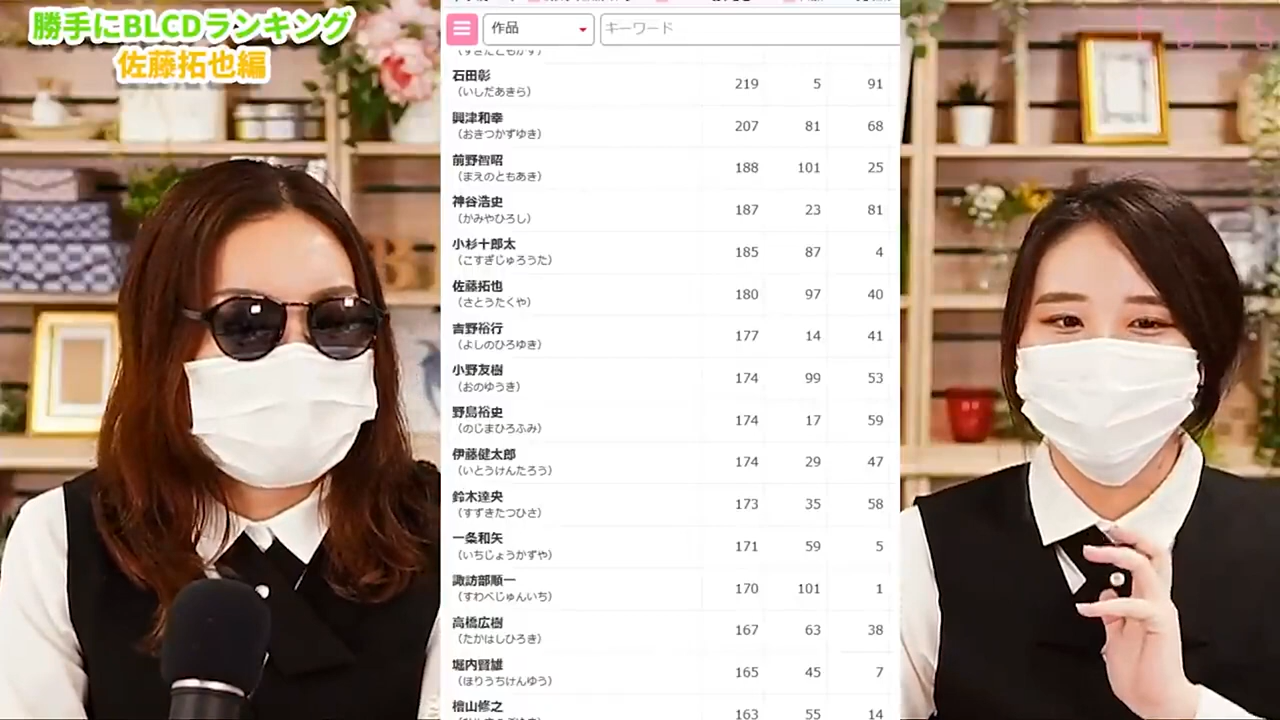 勝手にBLCDランキング
佐藤拓也編
作品
キーワード
石田彰
(いしだあきら)
219 5 91
興津和幸
(おきつかずゆき)
207 81 68
前野智昭
(まえのともあき)
188 101 25
神谷浩史
(かみやひろし)
187 23 81
小杉十郎太
(こすぎじゅろうた)
185 87 4
佐藤拓也
(さとうたくや)
180 97 40
吉野裕行
(よしのひろゆき)
177 14 41
小野友樹
(おのゆうき)
174 99 53
野島裕史
(のじまひろふみ)
174 17 59
伊藤健太郎
(いとうけんたろう)
174 29 47
鈴木達央
(すずきたつひさ)
173 35 58
一条和矢
(いちじょうかずや)
171 59 5
諏訪部順一
(すわべじゅんいち)
170 101 1
高橋広樹
(たかはしひろき)
167 63 38
堀内賢雄
(ほりうちけんゆう)
165 45 7
檜山修之
163 55 14